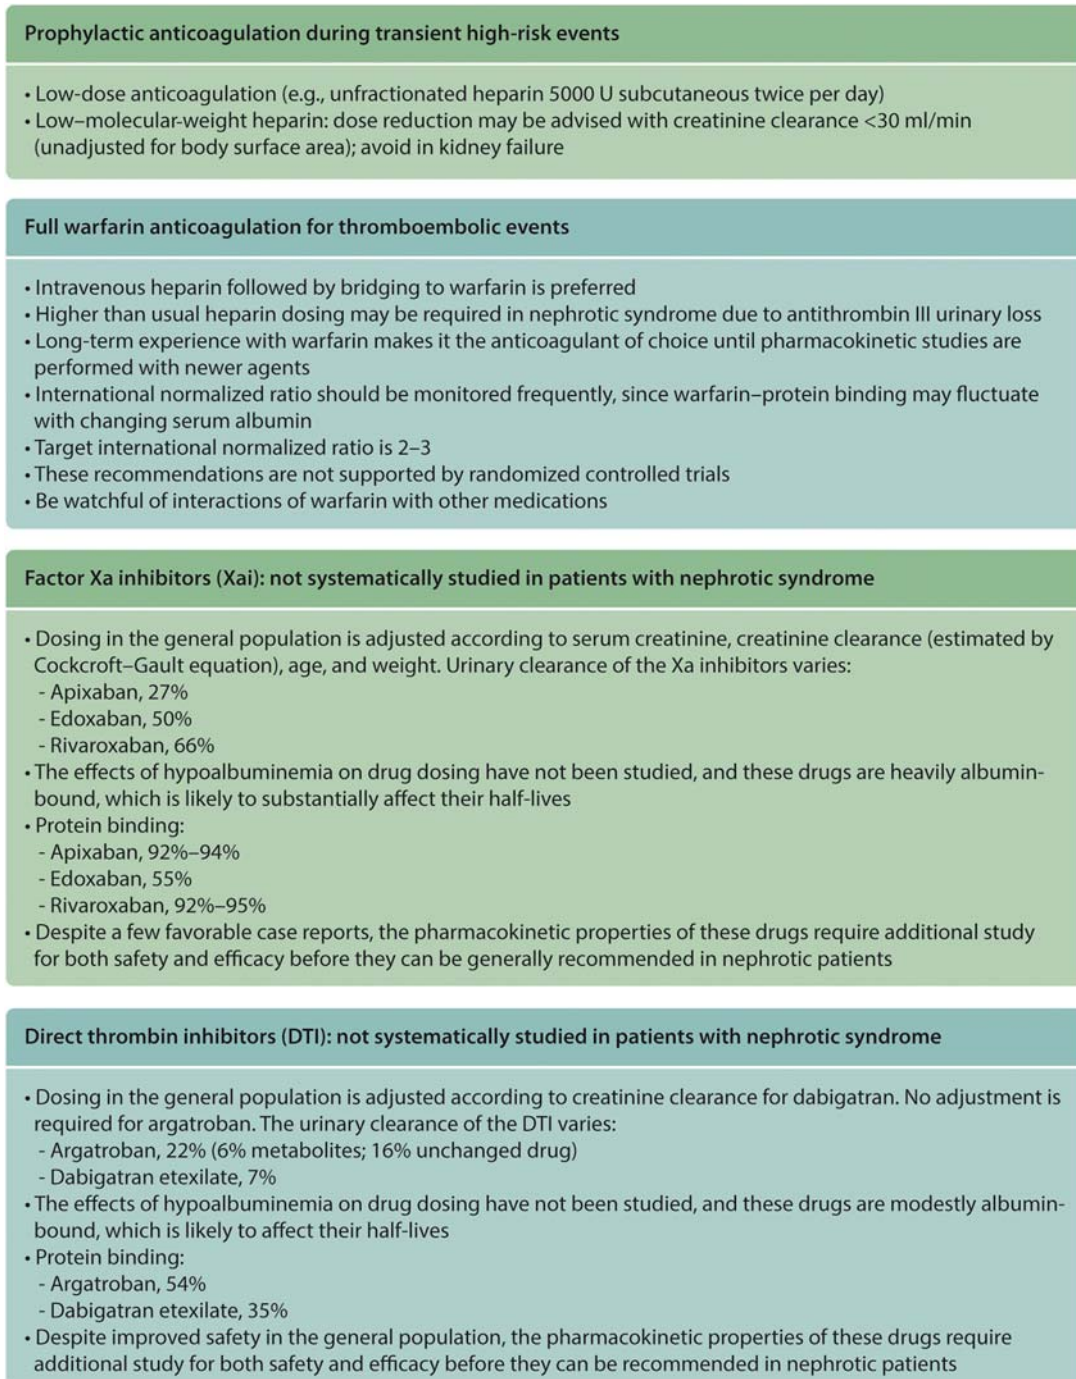 Prophylactic anticoagulation during transient high-risk events
• Low-dose anticoagulation (e.g., unfractionated heparin 5000 U subcutaneous twice per day)
• Low–molecular-weight heparin: dose reduction may be advised with creatinine clearance <30 ml/min
(unadjusted for body surface area); avoid in kidney failure
Full warfarin anticoagulation for thromboembolic events
• Intravenous heparin followed by bridging to warfarin is preferred
• Higher than usual heparin dosing may be required in nephrotic syndrome due to antithrombin III urinary loss
• Long-term experience with warfarin makes it the anticoagulant of choice until pharmacokinetic studies are
performed with newer agents
• International normalized ratio should be monitored frequently, since warfarin–protein binding may fluctuate
with changing serum albumin
• Target international normalized ratio is 2–3
• These recommendations are not supported by randomized controlled trials
• Be watchful of interactions of warfarin with other medications
Factor Xa inhibitors (Xai): not systematically studied in patients with nephrotic syndrome
• Dosing in the general population is adjusted according to serum creatinine, creatinine clearance (estimated by
Cockcroft–Gault equation), age, and weight. Urinary clearance of the Xa inhibitors varies:
- Apixaban, 27%
- Edoxaban, 50%
- Rivaroxaban, 66%
• The effects of hypoalbuminemia on drug dosing have not been studied, and these drugs are heavily albumin-
bound, which is likely to substantially affect their half-lives
• Protein binding:
- Apixaban, 92%–94%
- Edoxaban, 55%
- Rivaroxaban, 92%–95%
• Despite a few favorable case reports, the pharmacokinetic properties of these drugs require additional study
for both safety and efficacy before they can be generally recommended in nephrotic patients
Direct thrombin inhibitors (DTI): not systematically studied in patients with nephrotic syndrome
• Dosing in the general population is adjusted according to creatinine clearance for dabigatran. No adjustment is
required for argatroban. The urinary clearance of the DTI varies:
- Argatroban, 22% (6% metabolites; 16% unchanged drug)
- Dabigatran etexilate, 7%
• The effects of hypoalbuminemia on drug dosing have not been studied, and these drugs are modestly albumin-
bound, which is likely to affect their half-lives
• Protein binding:
- Argatroban, 54%
- Dabigatran etexilate, 35%
• Despite improved safety in the general population, the pharmacokinetic properties of these drugs require
additional study for both safety and efficacy before they can be recommended in nephrotic patients